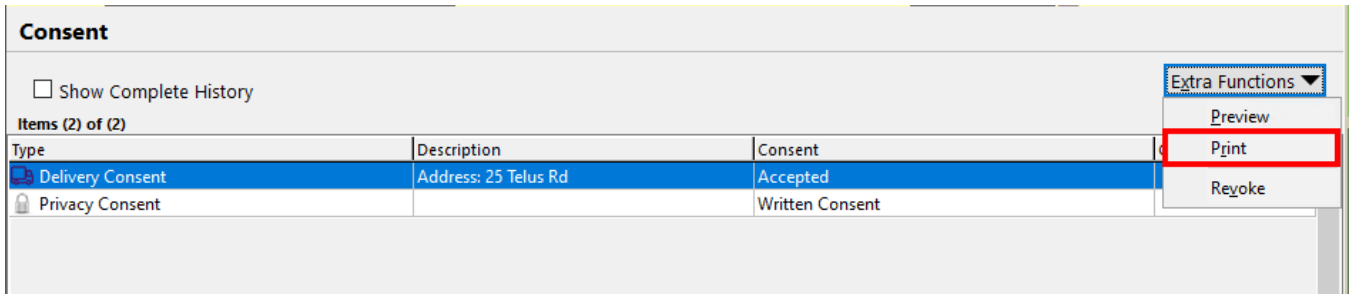 Consent
Show Complete History
Extra Functions
Items (2) of (2)
Preview
Print
Revoke
Type Description Consent
Delivery Consent Address: 25 Telus Rd Accepted
Privacy Consent Written Consent